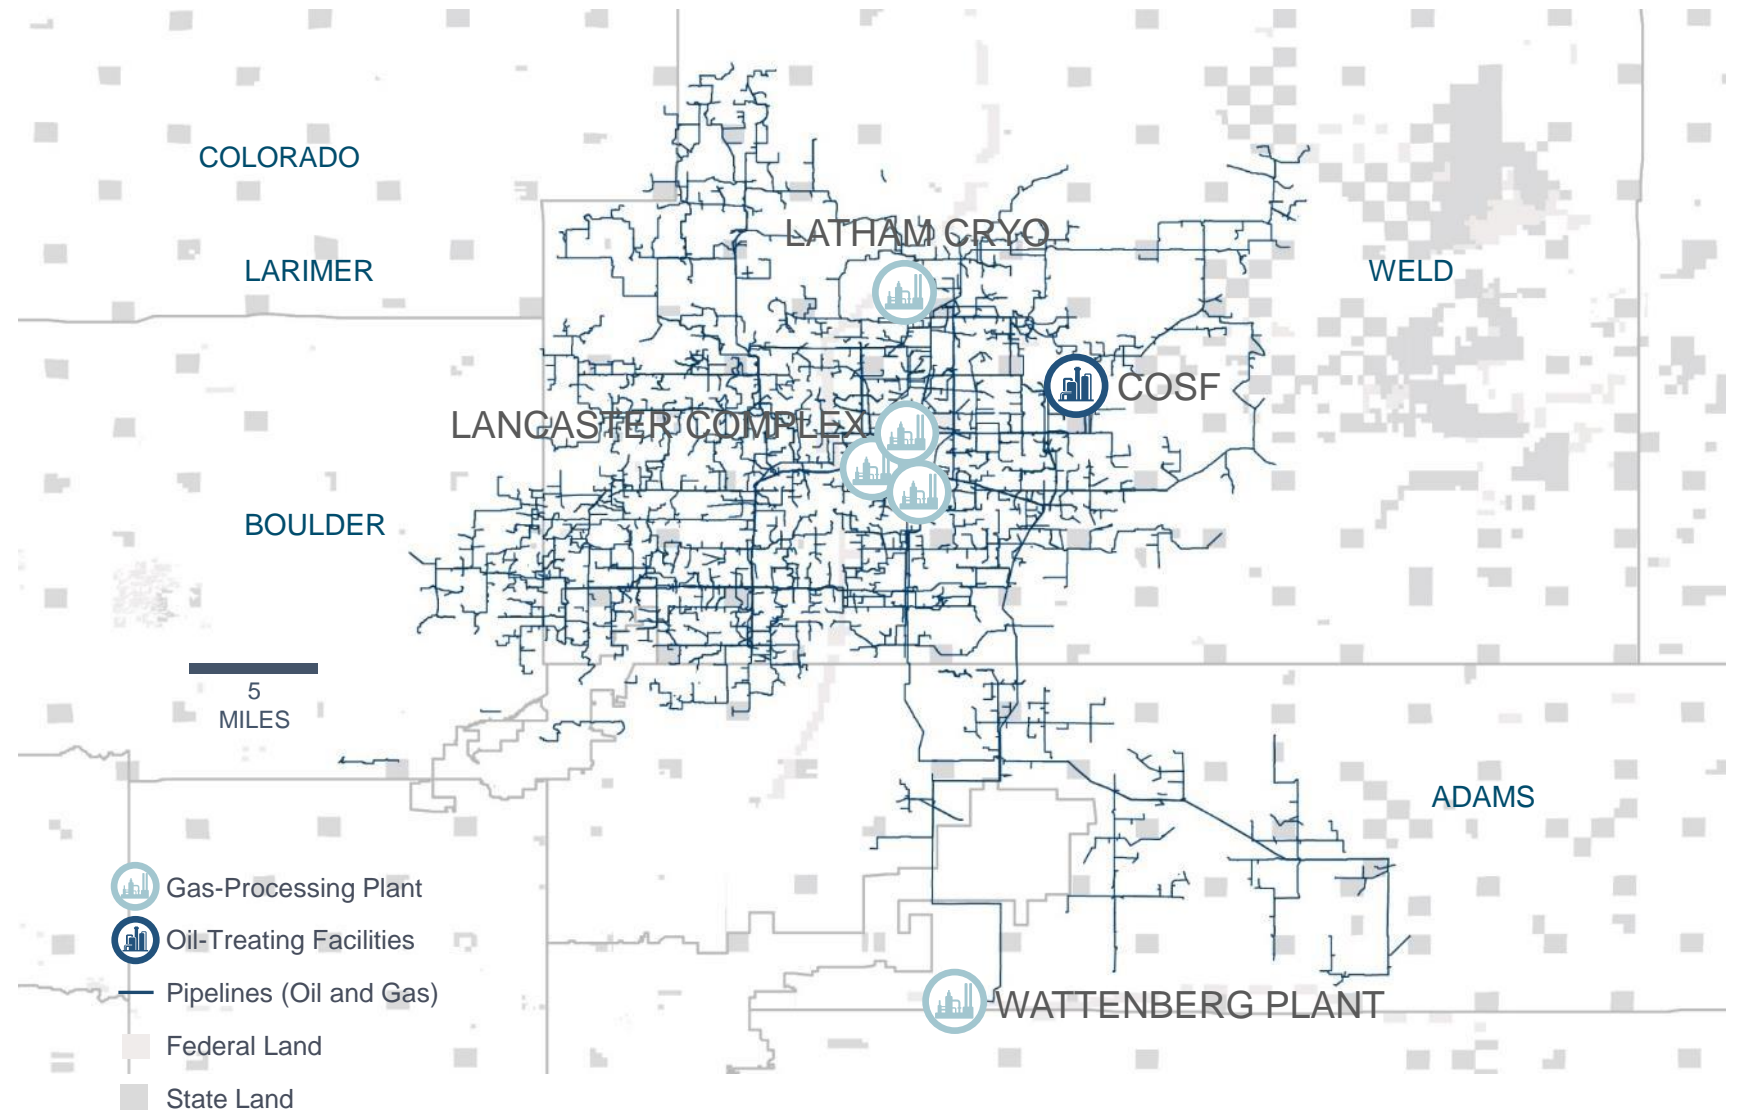 COLORADO
LATHAM CRYO
LARIMER
WELD
COSF
LANCASTER COMPLEX
BOULDER
5
MILES
ADAMS
Gas-Processing Plant
Oil-Treating Facilities
Pipelines (Oil and Gas)
WATTENBERG PLANT
Federal Land
State Land